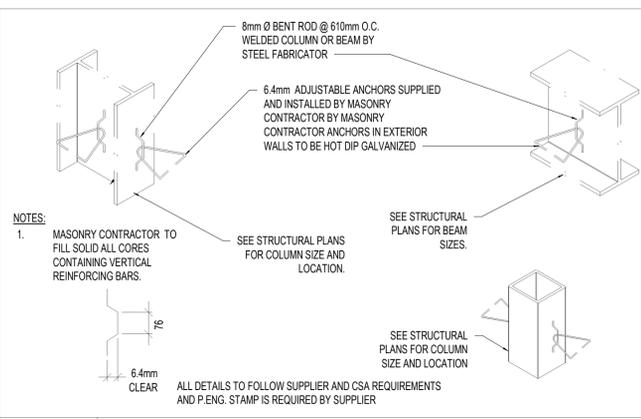 8mm Ø BENT ROD @ 610mm O.C.
WELDED COLUMN OR BEAM BY
STEEL FABRICATOR
6.4mm ADJUSTABLE ANCHORS SUPPLIED
AND INSTALLED BY MASONRY
CONTRACTOR BY MASONRY
CONTRACTOR ANCHORS IN EXTERIOR
WALLS TO BE HOT DIP GALVANIZED
NOTES:
1. MASONRY CONTRACTOR TO
FILL SOLID ALL CORES
CONTAINING VERTICAL
REINFORCING BARS.
SEE STRUCTURAL PLANS
FOR COLUMN SIZE AND
LOCATION.
SEE STRUCTURAL
PLANS FOR BEAM
SIZES.
76
6.4mm
CLEAR
SEE STRUCTURAL
PLANS FOR COLUMN
SIZE AND LOCATION
ALL DETAILS TO FOLLOW SUPPLIER AND CSA REQUIREMENTS
AND P.ENG. STAMP IS REQUIRED BY SUPPLIER